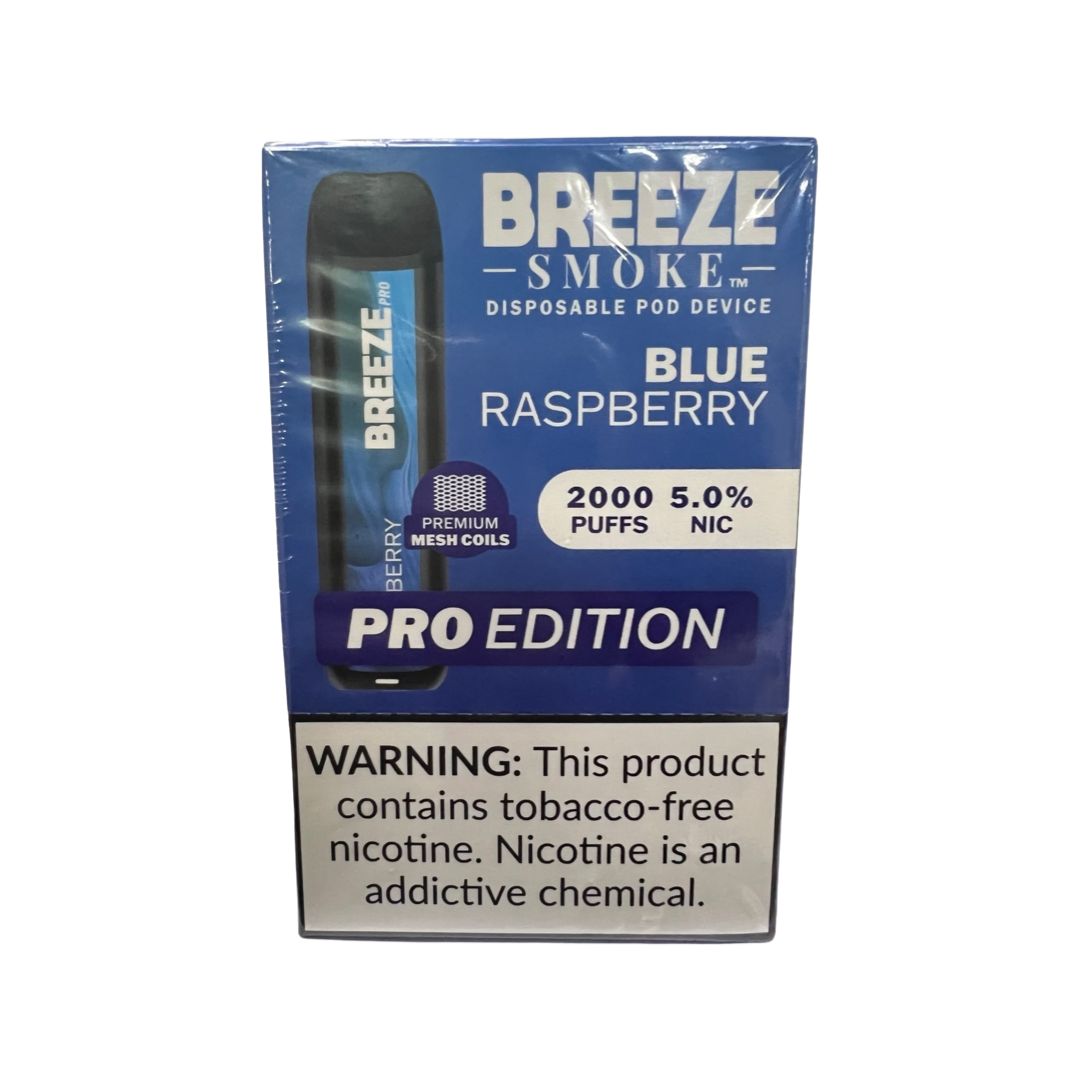 BREEZE
SMOKE™
DISPOSABLE POD DEVICE
BLUE
RASPBERRY
BREEZE PRO
BERRY
PREMIUM
MESH COILS
2000 5.0%
PUFFS NIC
PRO EDITION
WARNING: This product
contains tobacco-free
nicotine. Nicotine is an
addictive chemical.